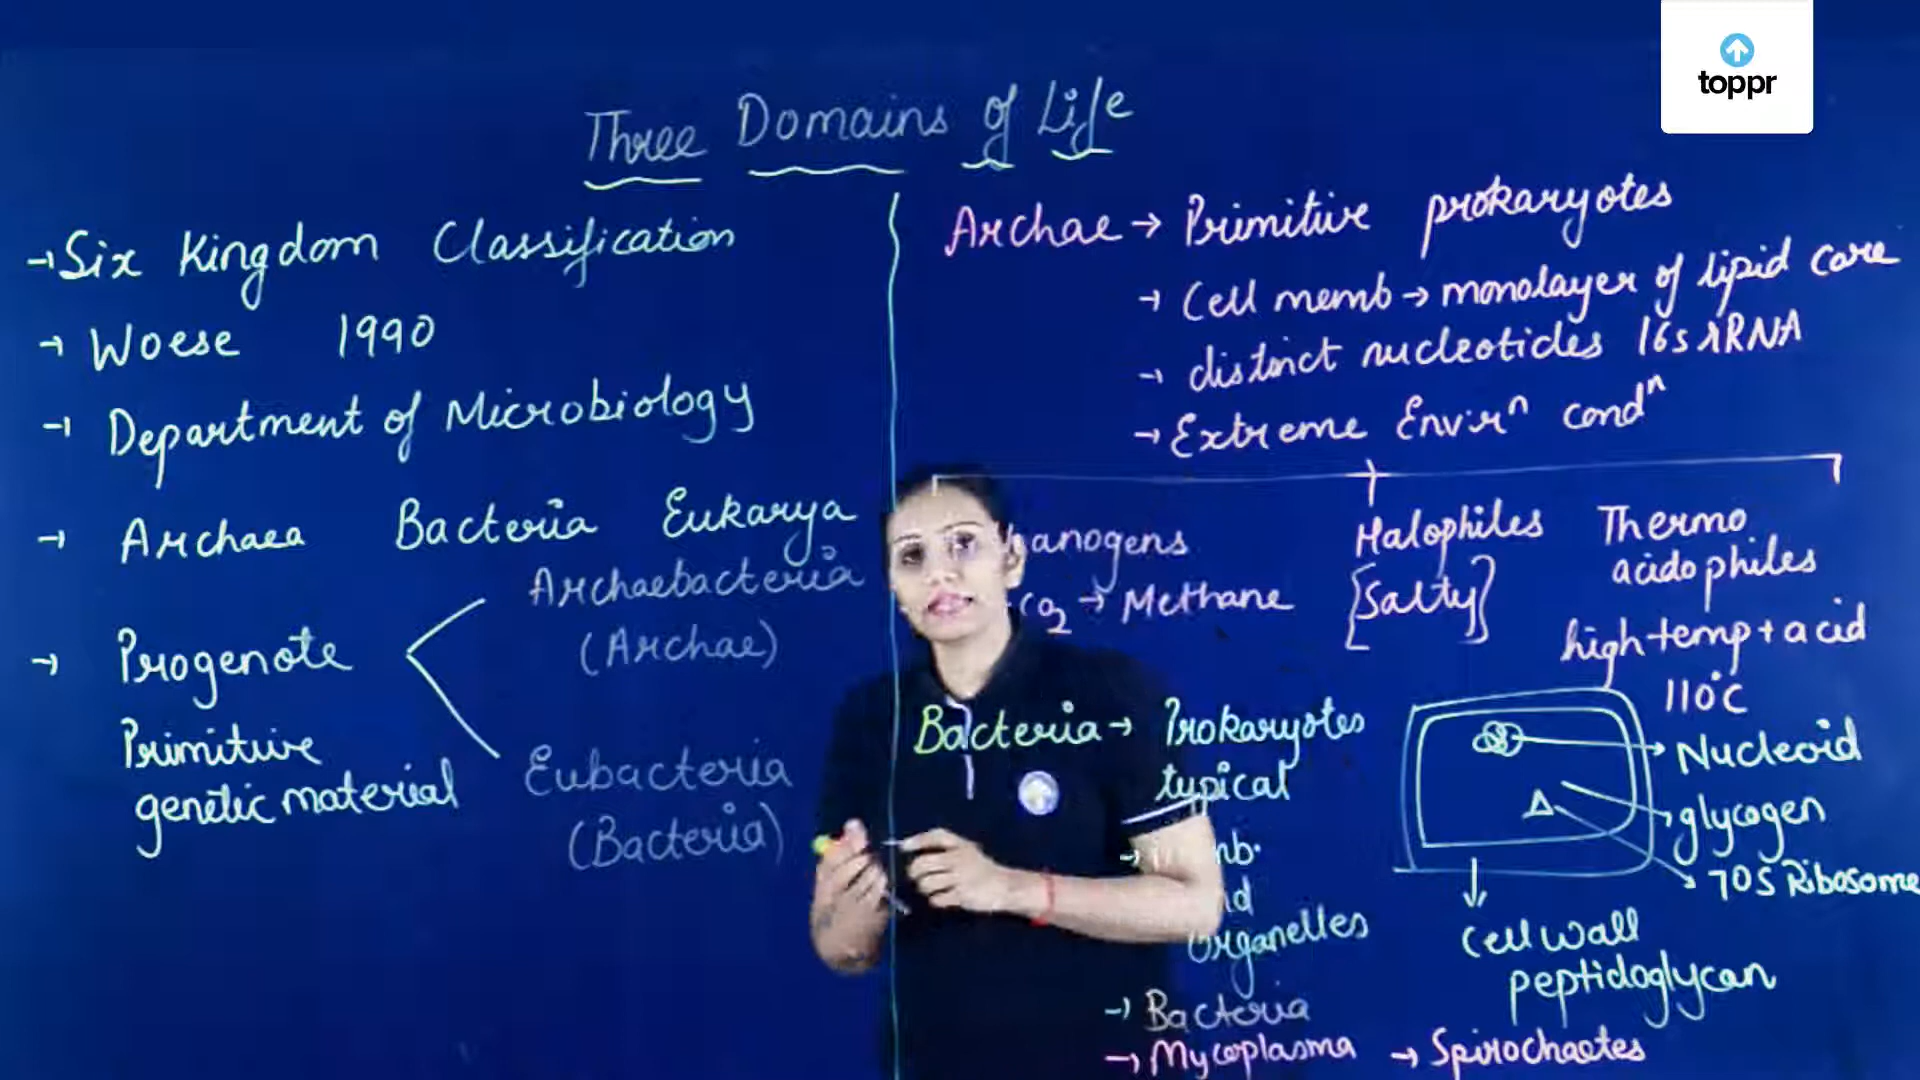 toppr
Three Domains of Life
→ Six Kingdom Classification
→ Woese 1990
→ Department of Microbiology
→ Archaea Bacteria Eukarya
→ Progenote
Primitive
genetic material
Archaebacteria
(Archae)
Eubacteria
(Bacteria)
Archae → Primitive prokaryotes
→ Cell memb → monolayer of lipid core
→ distinct nucleotides 16s rRNA
→ Extreme Envirⁿ condⁿ
anogens
→ Methane
Halophiles
[Salty]
Thermo
acidophiles
high temp + acid
110°C
Bacteria → Prokaryotes
typical
organelles
→ Bacteria
→ Mycoplasma → Spirochaetes
Nucleoid
glycogen
70S Ribosome
Cell wall
peptidoglycan